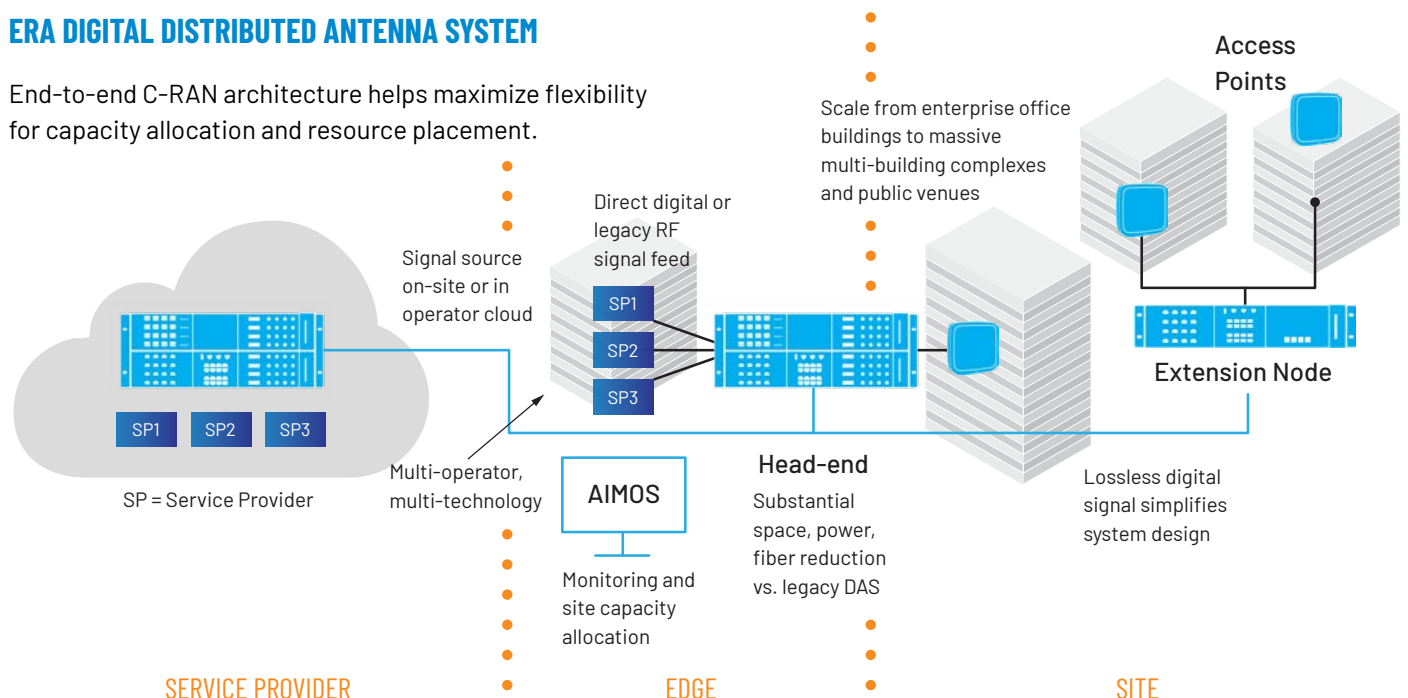 ERA DIGITAL DISTRIBUTED ANTENNA SYSTEM
End-to-end C-RAN architecture helps maximize flexibility
for capacity allocation and resource placement.
SP1
SP2
SP3
SP = Service Provider
Signal source
on-site or in
operator cloud
Multi-operator,
multi-technology
Direct digital or
legacy RF
signal feed
SP1
SP2
SP3
AIMOS
Monitoring and
site capacity
allocation
Head-end
Substantial
space, power,
fiber reduction
vs. legacy DAS
Scale from enterprise office
buildings to massive
multi-building complexes
and public venues
Access
Points
Extension Node
Lossless digital
signal simplifies
system design
SERVICE PROVIDER
EDGE
SITE